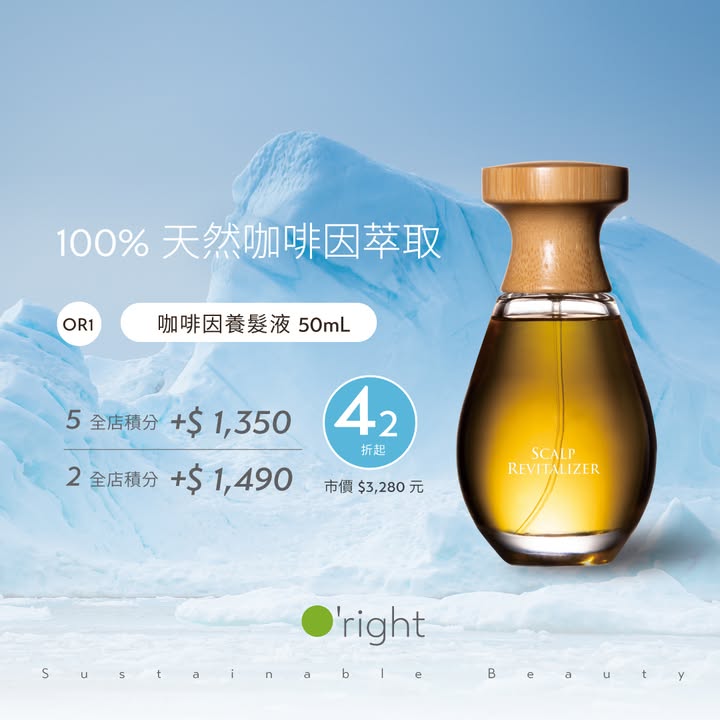 100% 天然咖啡因萃取
OR1 咖啡因養髮液 50mL
5 全店積分 +$ 1,350
2 全店積分 +$ 1,490
42
折起
市價 $3,280 元
SCALP
REVITALIZER
O'right
Sustainable Beauty